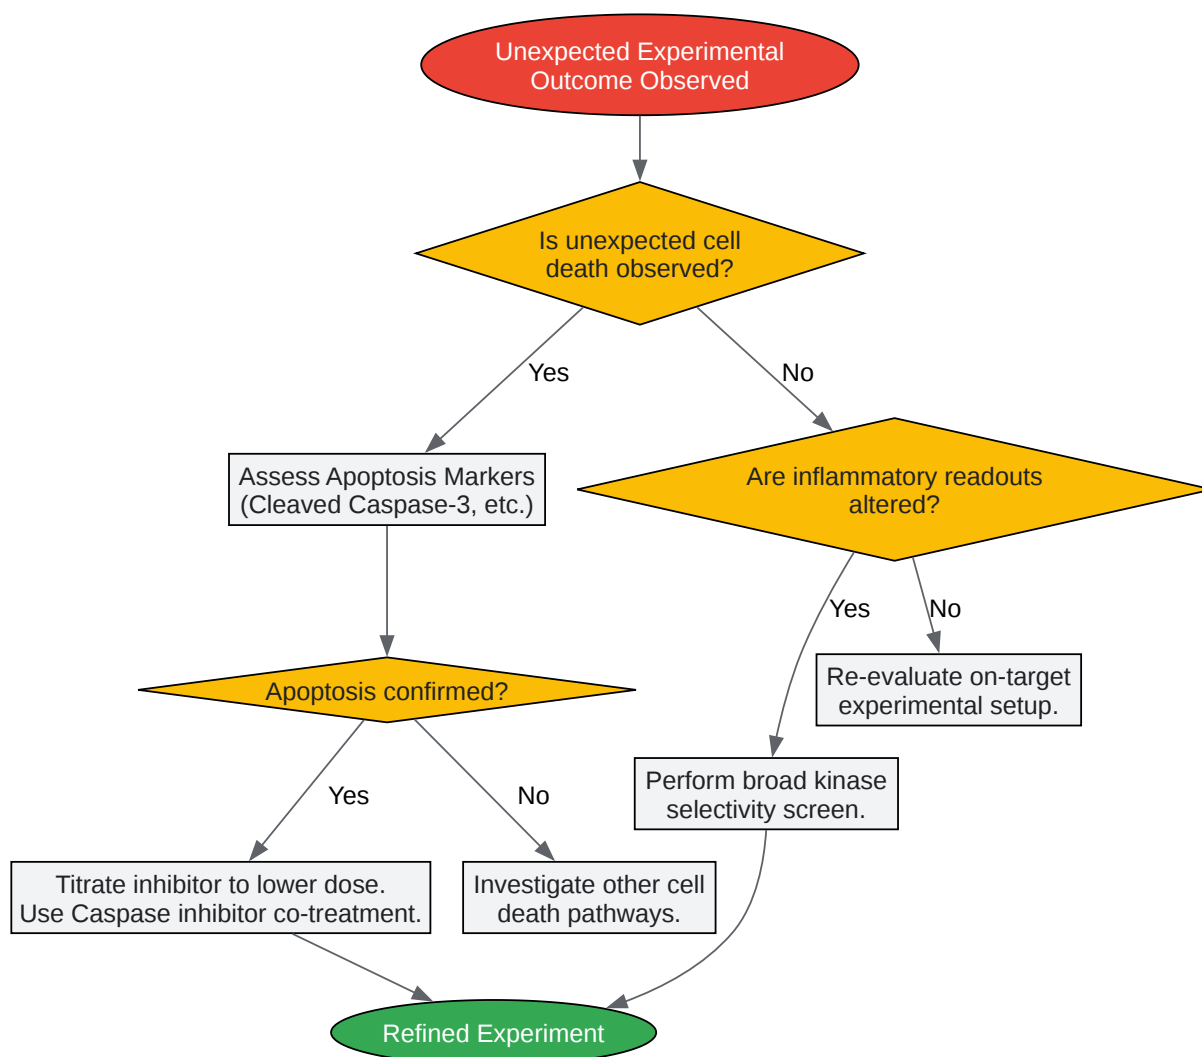 Unexpected Experimental
Outcome Observed
Is unexpected cell
death observed?
Yes
No
Assess Apoptosis Markers
(Cleaved Caspase-3, etc.)
Are inflammatory readouts
altered?
Yes
No
Apoptosis confirmed?
Re-evaluate on-target
experimental setup.
Yes
No
Perform broad kinase
selectivity screen.
Titrate inhibitor to lower dose.
Use Caspase inhibitor co-treatment.
Investigate other cell
death pathways.
Refined Experiment